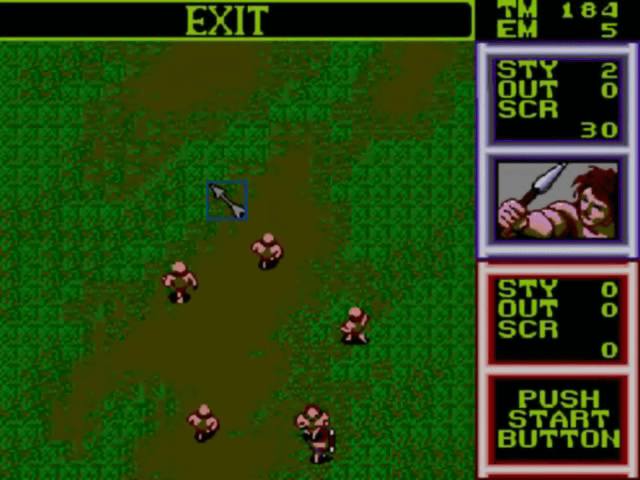 EXIT
TM 184
EM 5
STY 2
OUT 0
SCR
30
STY 0
OUT 0
SCR
0
PUSH
START
BUTTON